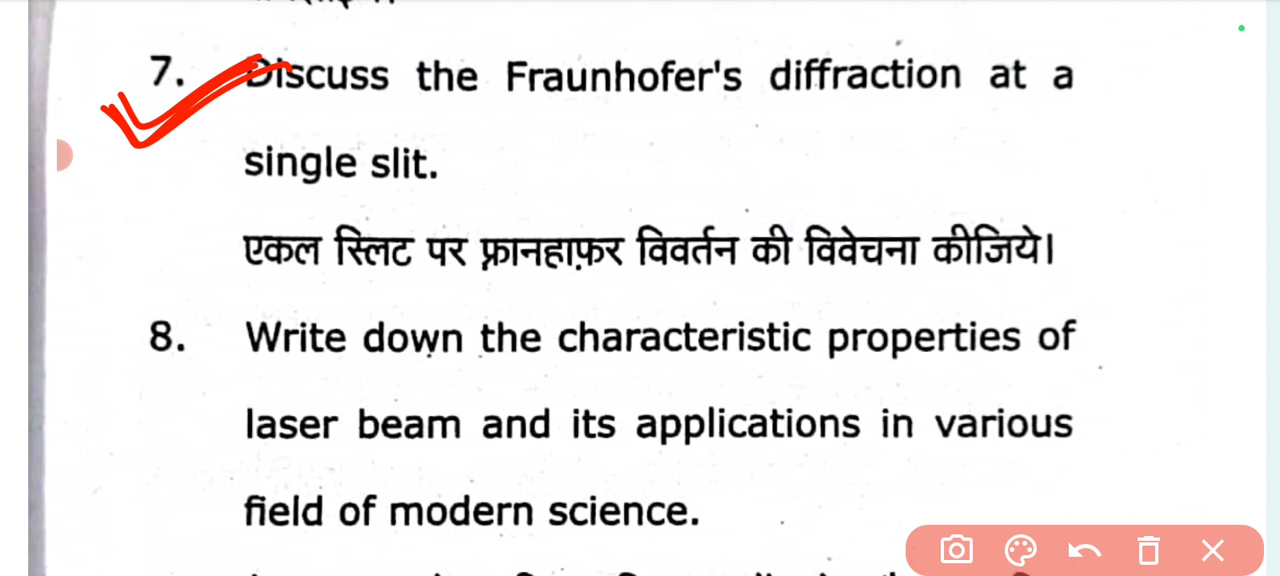 7. Discuss the Fraunhofer's diffraction at a
single slit.
एकल स्लिट पर फ़्रानहाफ़र विवर्तन की विवेचना कीजिये।
8. Write down the characteristic properties of
laser beam and its applications in various
field of modern science.